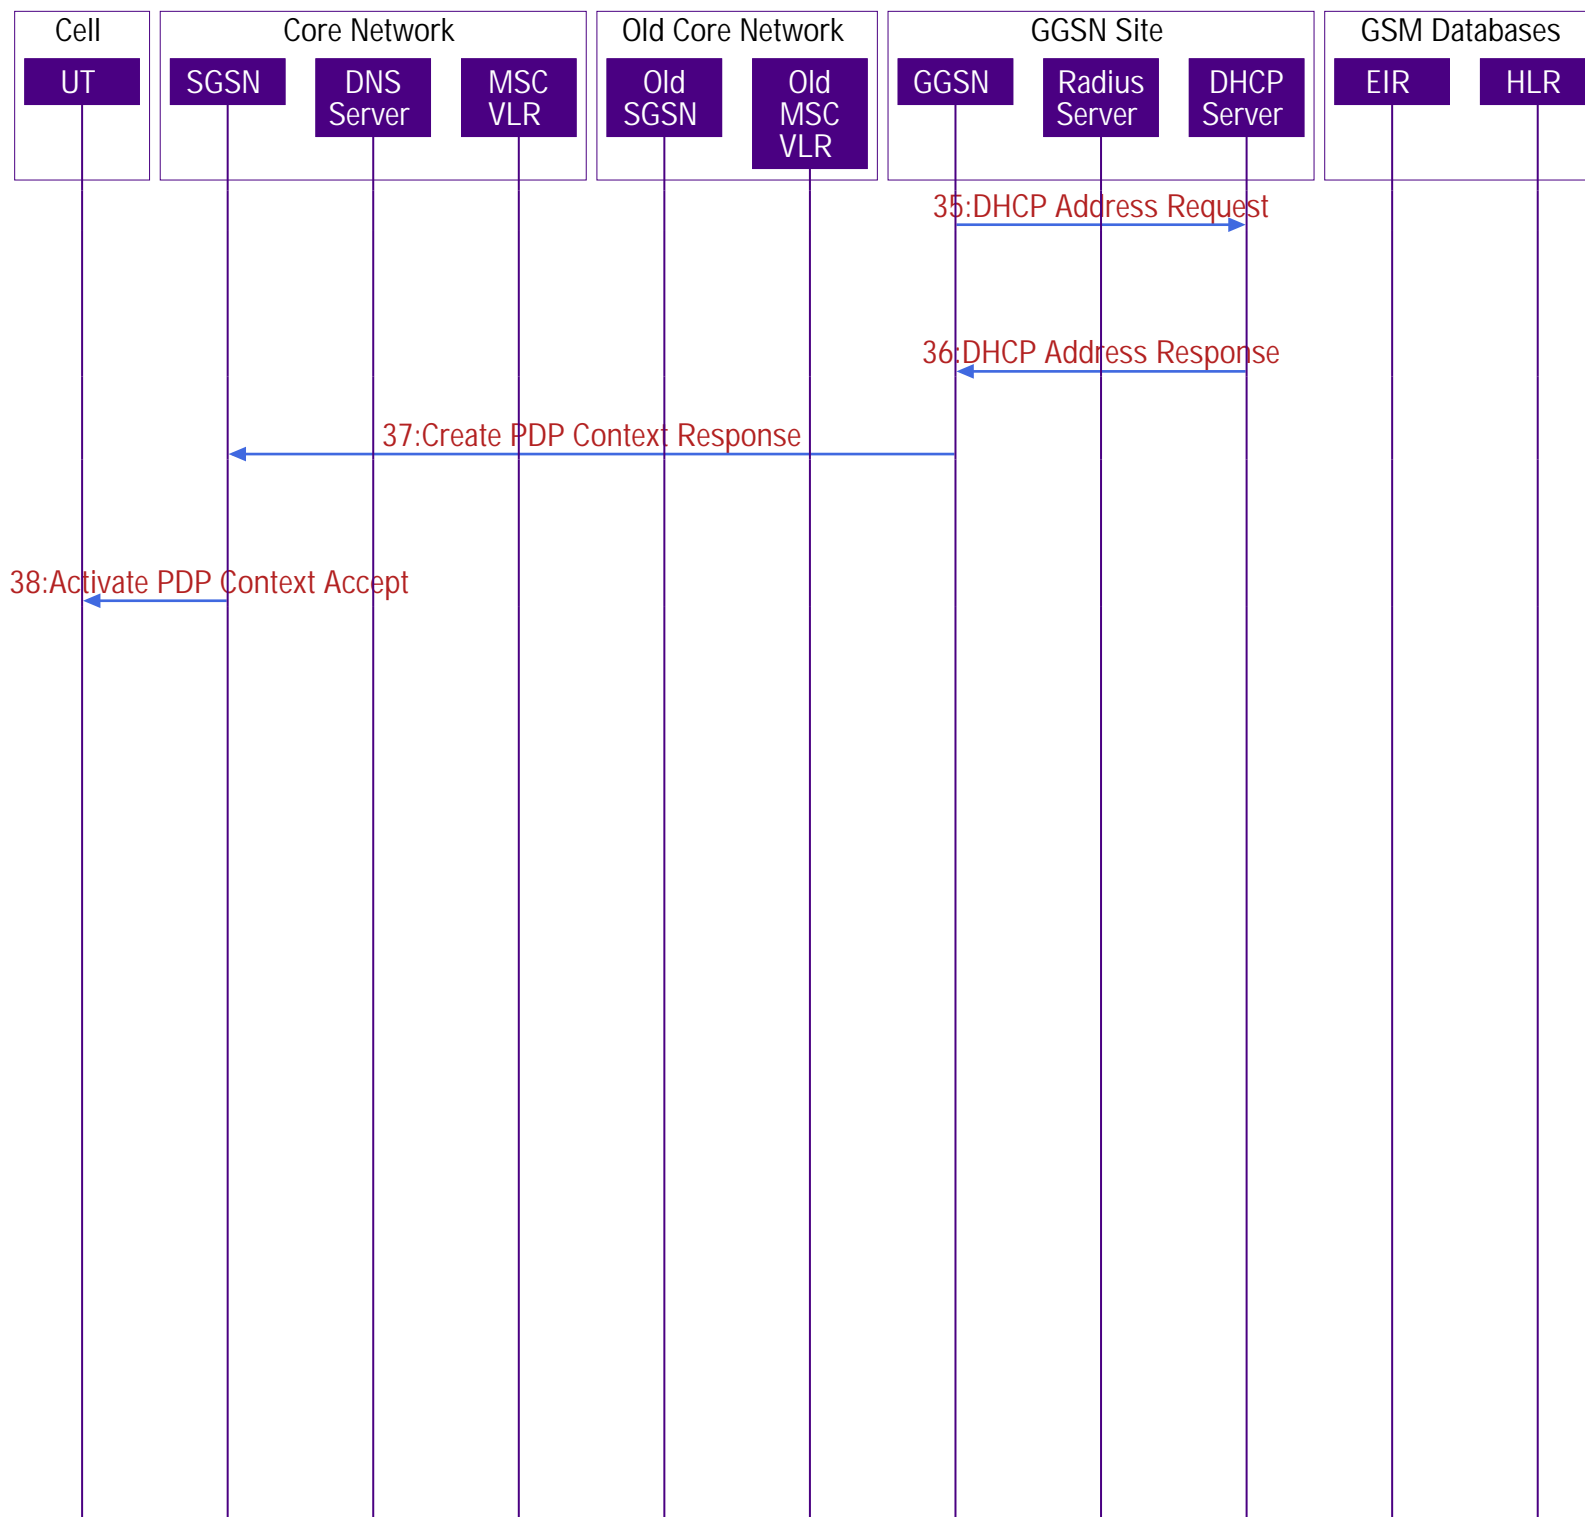 Cell
Core Network
Old Core Network
GGSN Site
GSM Databases
UT
SGSN
DNS
Server
MSC
VLR
Old
SGSN
Old
MSC
VLR
GGSN
Radius
Server
DHCP
Server
EIR
HLR
35:DHCP Address Request
36:DHCP Address Response
37:Create PDP Context Response
38:Activate PDP Context Accept